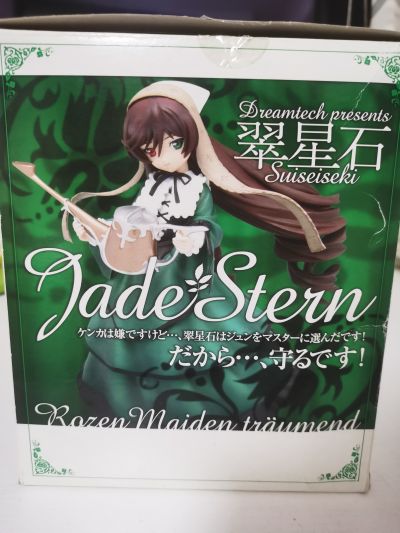 Dreamtech presents
翠星石
Suiseiseki
Jade Stern
ケンカは嫌ですけど…、翠星石はジュンをマスターに選んだです!
だから…、守るです!
Rozen Maiden träumend